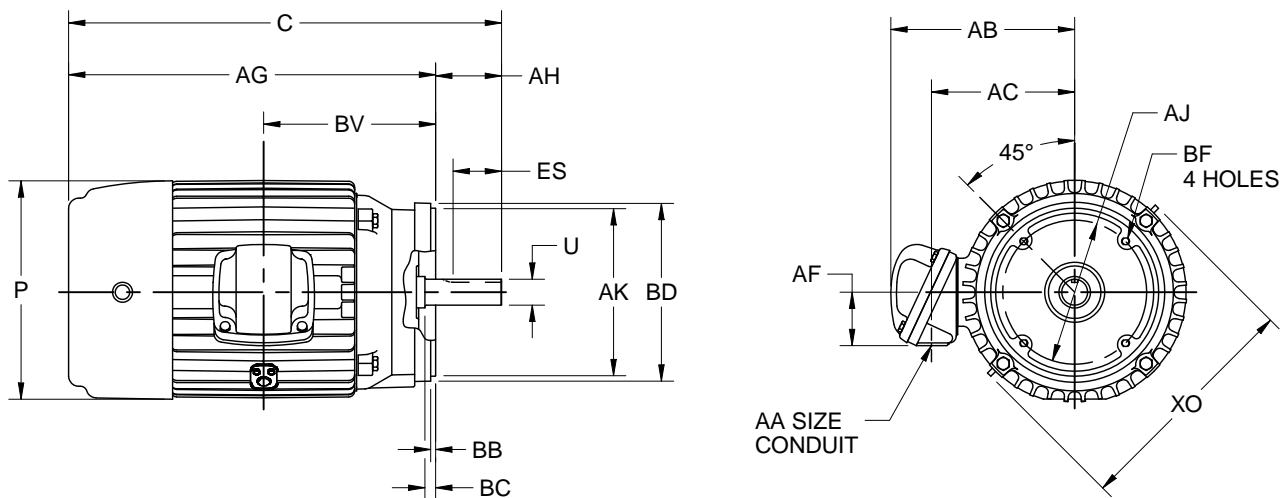 C
AG
AH
BV
ES
U
P
AK
BD
BB
BC
AB
AC
AJ
45°
BF
4 HOLES
AF
AA SIZE
CONDUIT
XO